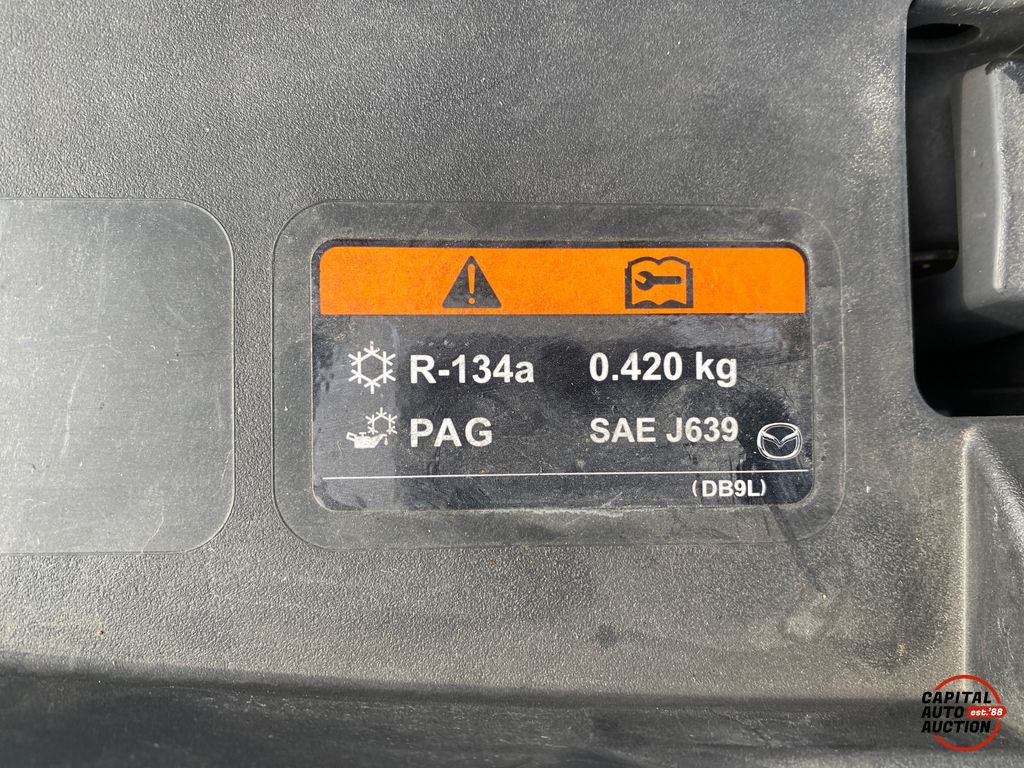 R-134a 0.420 kg
PAG SAE J639
(DB9L)
CAPITAL
AUTO est.'88
AUCTION